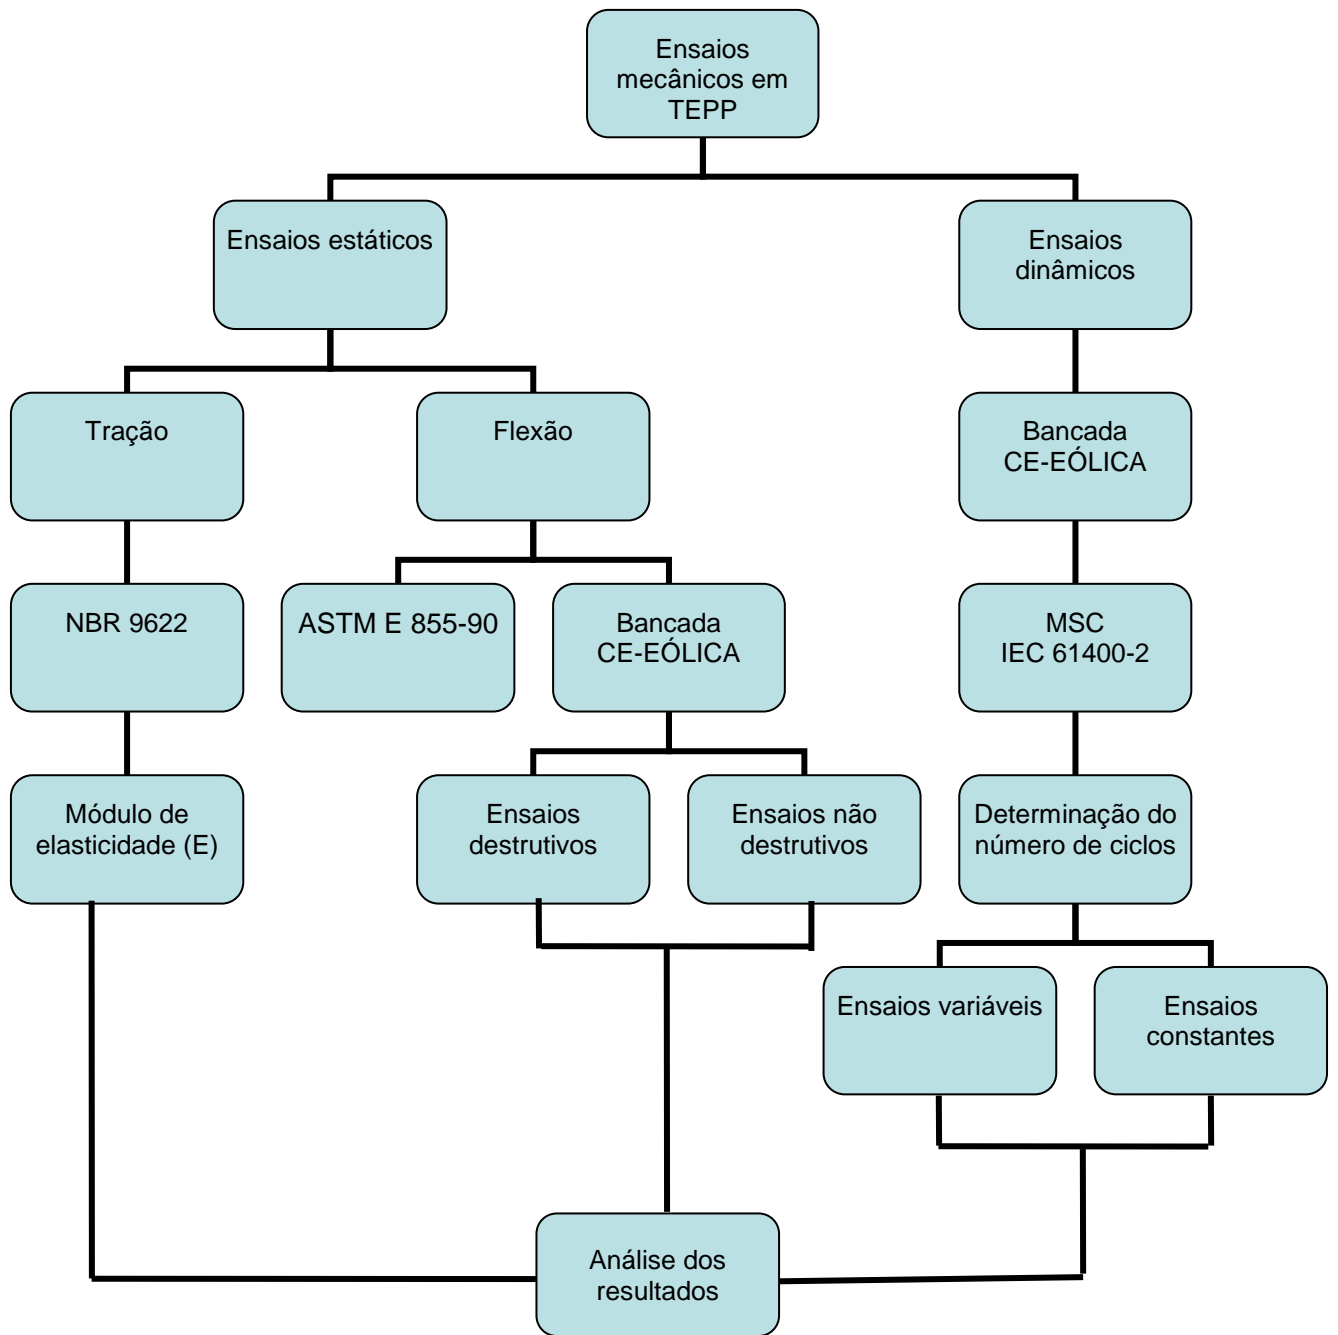 Ensaios
mecânicos em
TEPP
Ensaios estáticos
Ensaios
dinâmicos
Tração
Flexão
Bancada
CE-EÓLICA
NBR 9622
ASTM E 855-90
Bancada
CE-EÓLICA
MSC
IEC 61400-2
Módulo de
elasticidade (E)
Ensaios
destrutivos
Ensaios não
destrutivos
Determinação do
número de ciclos
Ensaios variáveis
Ensaios
constantes
Análise dos
resultados